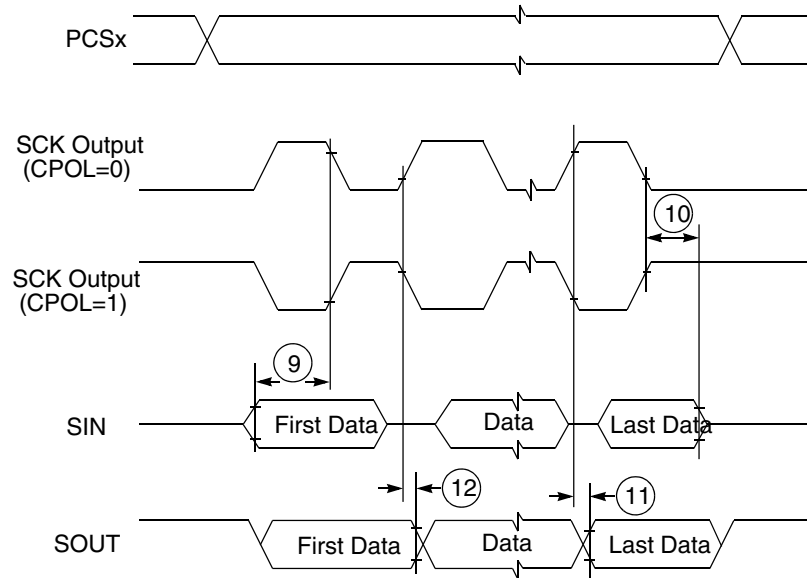 PCSx
SCK Output
(CPOL=0)
10
SCK Output
(CPOL=1)
9
SIN
First Data
Data
Last Data
12
11
SOUT
First Data
Data
Last Data